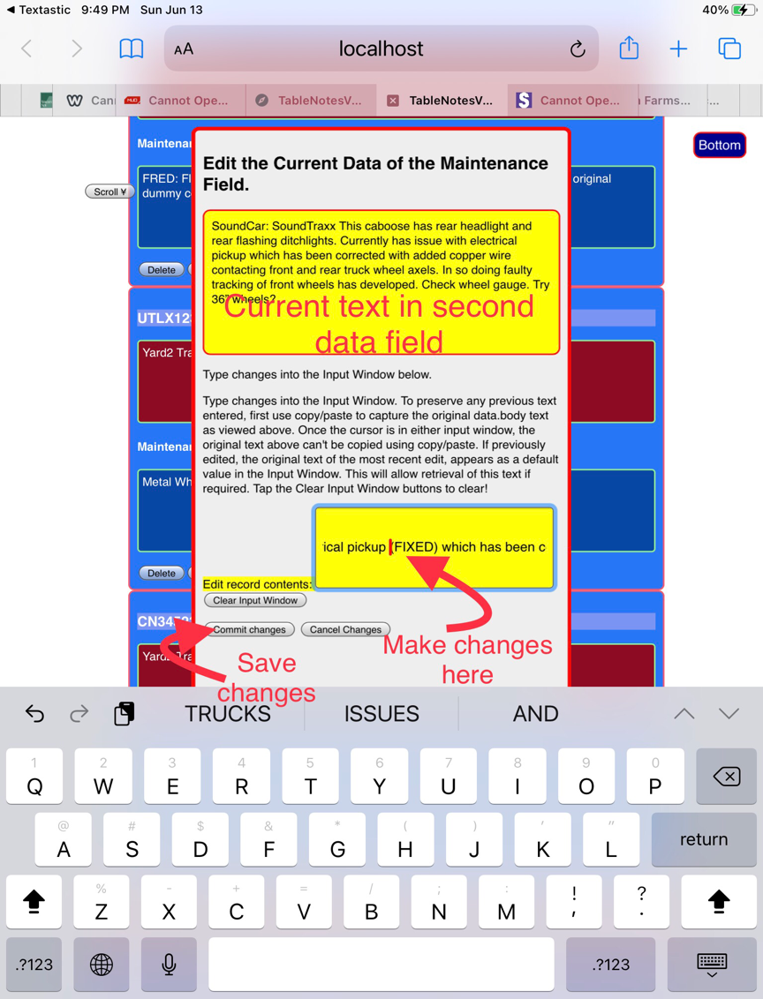 Textastic 9:49 PM Sun Jun 13 40%
AA localhost
Can Cannot Ope... TableNotesV... TableNotesV... Cannot Ope... Farms... ...
Bottom
Maintenan
FRED: original
dummy c
Scroll ¥
Delete
Edit the Current Data of the Maintenance
Field.
SoundCar: SoundTraxx This caboose has rear headlight and
rear flashing ditchlights. Currently has issue with electrical
pickup which has been corrected with added copper wire
contacting front and rear truck wheel axels. In so doing faulty
tracking of front wheels has developed. Check wheel gauge. Try
36" wheels?
Current text in second
data field
UTLX12
Yard2 Tra
Type changes into the Input Window below.
Type changes into the Input Window. To preserve any previous text
entered, first use copy/paste to capture the original data.body text
as viewed above. Once the cursor is in either input window, the
original text above can't be copied using copy/paste. If previously
edited, the original text of the most recent edit, appears as a default
value in the Input Window. This will allow retrieval of this text if
required. Tap the Clear Input Window buttons to clear!
Maintenan
Metal Wh
ical pickup (FIXED) which has been c
Delete
Edit record contents:
Clear Input Window
CN34
Commit changes Cancel Changes
Yard Tra
Make changes
here
Save
changes
TRUCKS ISSUES AND
1 2 3 4 5 6 7 8 9 0
Q W E R T Y U I O P
@ # $ & * ( ) ' "
A S D F G H J K L return
% - + = / ; : ! ?
Z X C V B N M , .
.?123 .?123